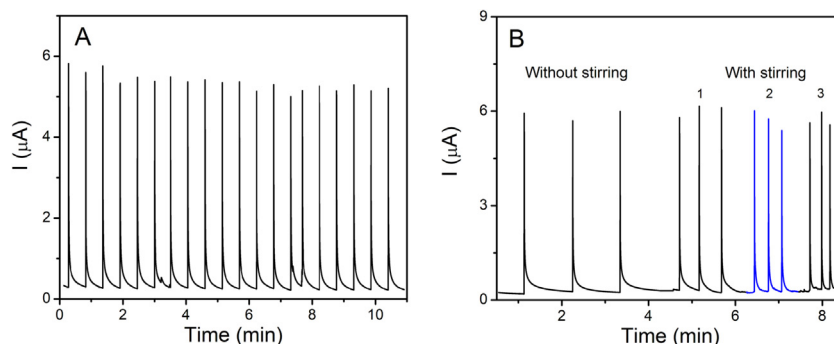 A
I (μA)
6
4
2
0
0 2 4 6 8 10
Time (min)
B
I (μA)
9
6
3
0
Without stirring With stirring
1 2 3
2 4 6 8
Time (min)